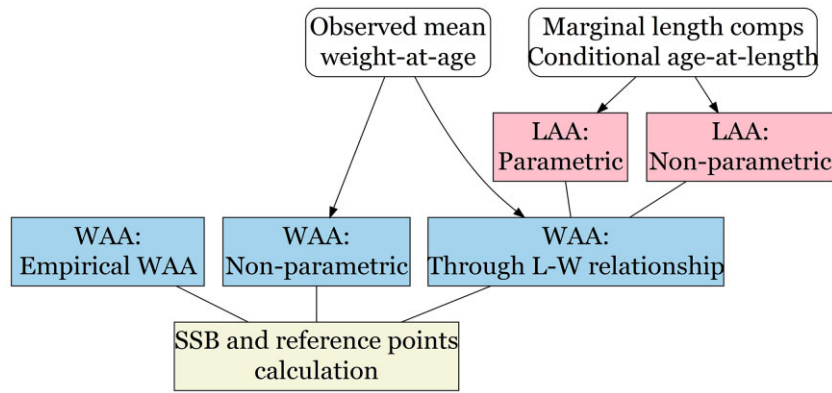 Observed mean
weight-at-age
Marginal length comps
Conditional age-at-length
LAA:
Parametric
LAA:
Non-parametric
WAA:
Empirical WAA
WAA:
Non-parametric
WAA:
Through L-W relationship
SSB and reference points
calculation